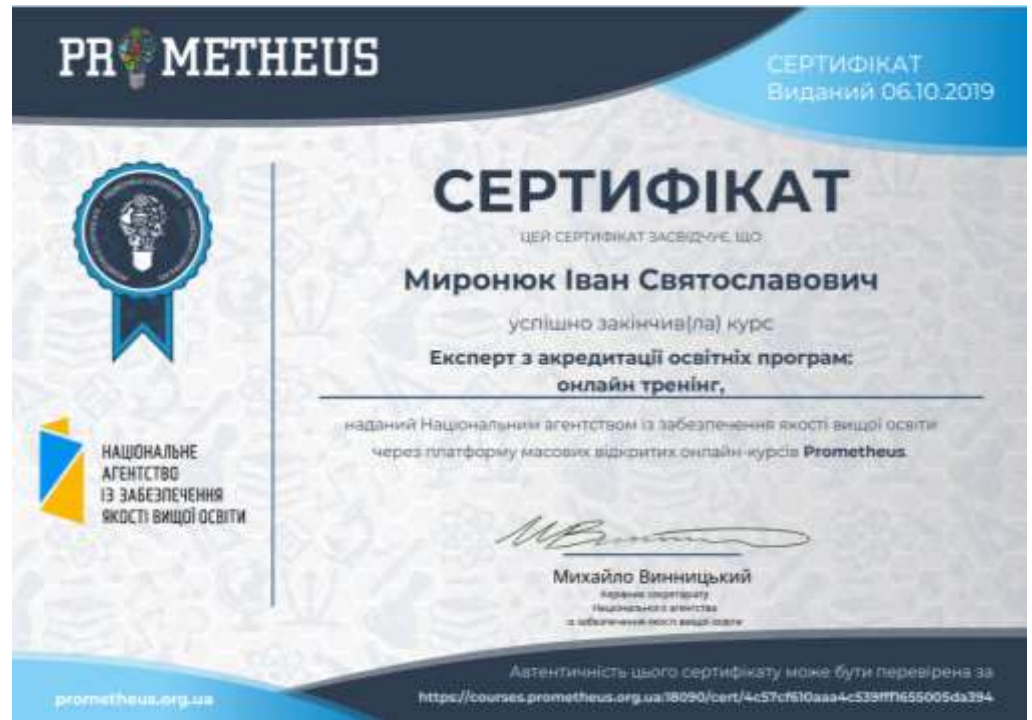 PROMETHEUS
СЕРТИФІКАТ
Виданий 06.10.2019
СЕРТИФІКАТ
ЦЕЙ СЕРТИФІКАТ ЗАСВІДЧУЄ, ЩО
Миронюк Іван Святославович
успішно закінчив(ла) курс
Експерт з акредитації освітніх програм:
онлайн тренінг,
наданий Національним агентством із забезпечення якості вищої освіти
через платформу масових відкритих онлайн-курсів Prometheus.
НАЦІОНАЛЬНЕ
АГЕНТСТВО
ІЗ ЗАБЕЗПЕЧЕННЯ
ЯКОСТІ ВИЩОЇ ОСВІТИ
Михайло Винницький
Керівник секретаріату
Національного агентства
із забезпечення якості вищої освіти
Автентичність цього сертифікату може бути перевірена за
prometheus.org.ua
https://courses.prometheus.org.ua:18090/cert/